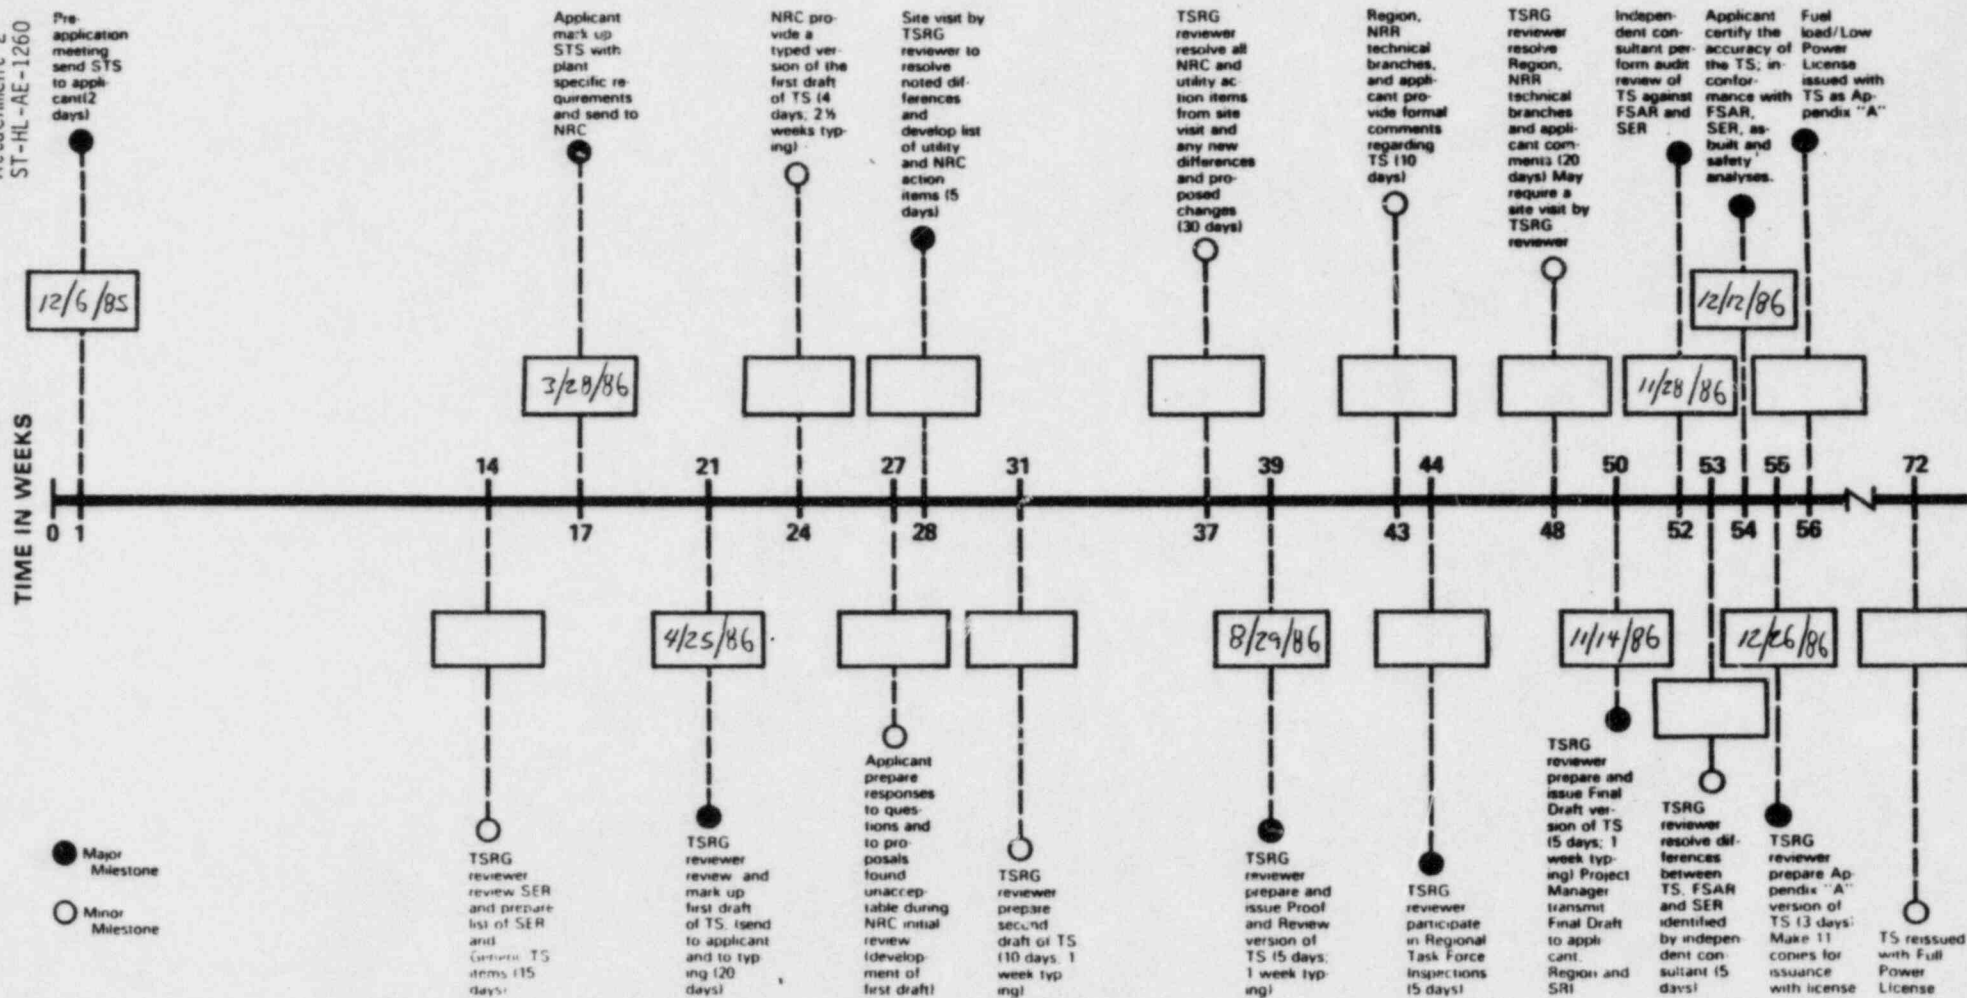 ST-HL-AE-1260
Pre-
application
meeting
send STS
to appli-
cant(2
days)
Applicant
mark up
STS with
plant
specific re-
quirements
and send to
NRC
NRC pro-
vide a
typed ver-
sion of the
first draft
of TS (4
days, 2½
weeks typ-
ing)
Site visit by
TSRG
reviewer to
resolve
noted dif-
ferences
and
develop list
of utility
and NRC
action
items (5
days)
TSRG
reviewer
resolve all
NRC and
utility ac-
tion items
from site
visit and
any new
differences
and pro-
posed
changes
(30 days)
Region,
NRR
technical
branches,
and appli-
cant pro-
vide formal
comments
regarding
TS (10
days)
TSRG
reviewer
resolve
Region,
NRR
technical
branches
and appli-
cant com-
ments (20
days) May
require a
site visit by
TSRG
reviewer
Indepen-
dent con-
sultant per-
form audit
review of
TS against
FSAR and
SER
Applicant
certify the
accuracy of
the TS; in
confor-
mance with
FSAR,
SER, as-
built and
safety
analyses.
Fuel
load/Low
Power
License
issued with
TS as Ap-
pendix "A"
12/6/85
3/28/86
11/28/86
12/12/86
TIME IN WEEKS
14 21 27 31 39 44 50 53 55 72
0 1 17 24 28 37 43 48 52 54 56
4/25/86
8/29/86
11/14/86
12/26/86
Major
Milestone
Minor
Milestone
TSRG
reviewer
review SER
and prepare
list of SER
and
Generic TS
items (15
days)
TSRG
reviewer
review and
mark up
first draft
of TS. (send
to applicant
and to typ
ing (20
days)
Applicant
prepare
responses
to ques-
tions and
to pro-
posals
found
unaccep-
table during
NRC initial
review
(develop-
ment of
first draft)
TSRG
reviewer
prepare
second
draft of TS
(10 days, 1
week typ
ing)
TSRG
reviewer
prepare and
issue Proof
and Review
version of
TS (5 days;
1 week typ-
ing)
TSRG
reviewer
participate
in Regional
Task Force
Inspections
(5 days)
TSRG
reviewer
prepare and
issue Final
Draft ver-
sion of TS
(5 days; 1
week typ-
ing) Project
Manager
transmit
Final Draft
to appli
cant.
Region and
SRI
TSRG
reviewer
resolve dif-
ferences
between
TS, FSAR
and SER
identified
by indepen
dent con-
sultant (5
days)
TSRG
reviewer
prepare Ap-
pendix "A"
version of
TS (3 days)
Make 11
copies for
issuance
with license
TS reissued
with Full
Power
License